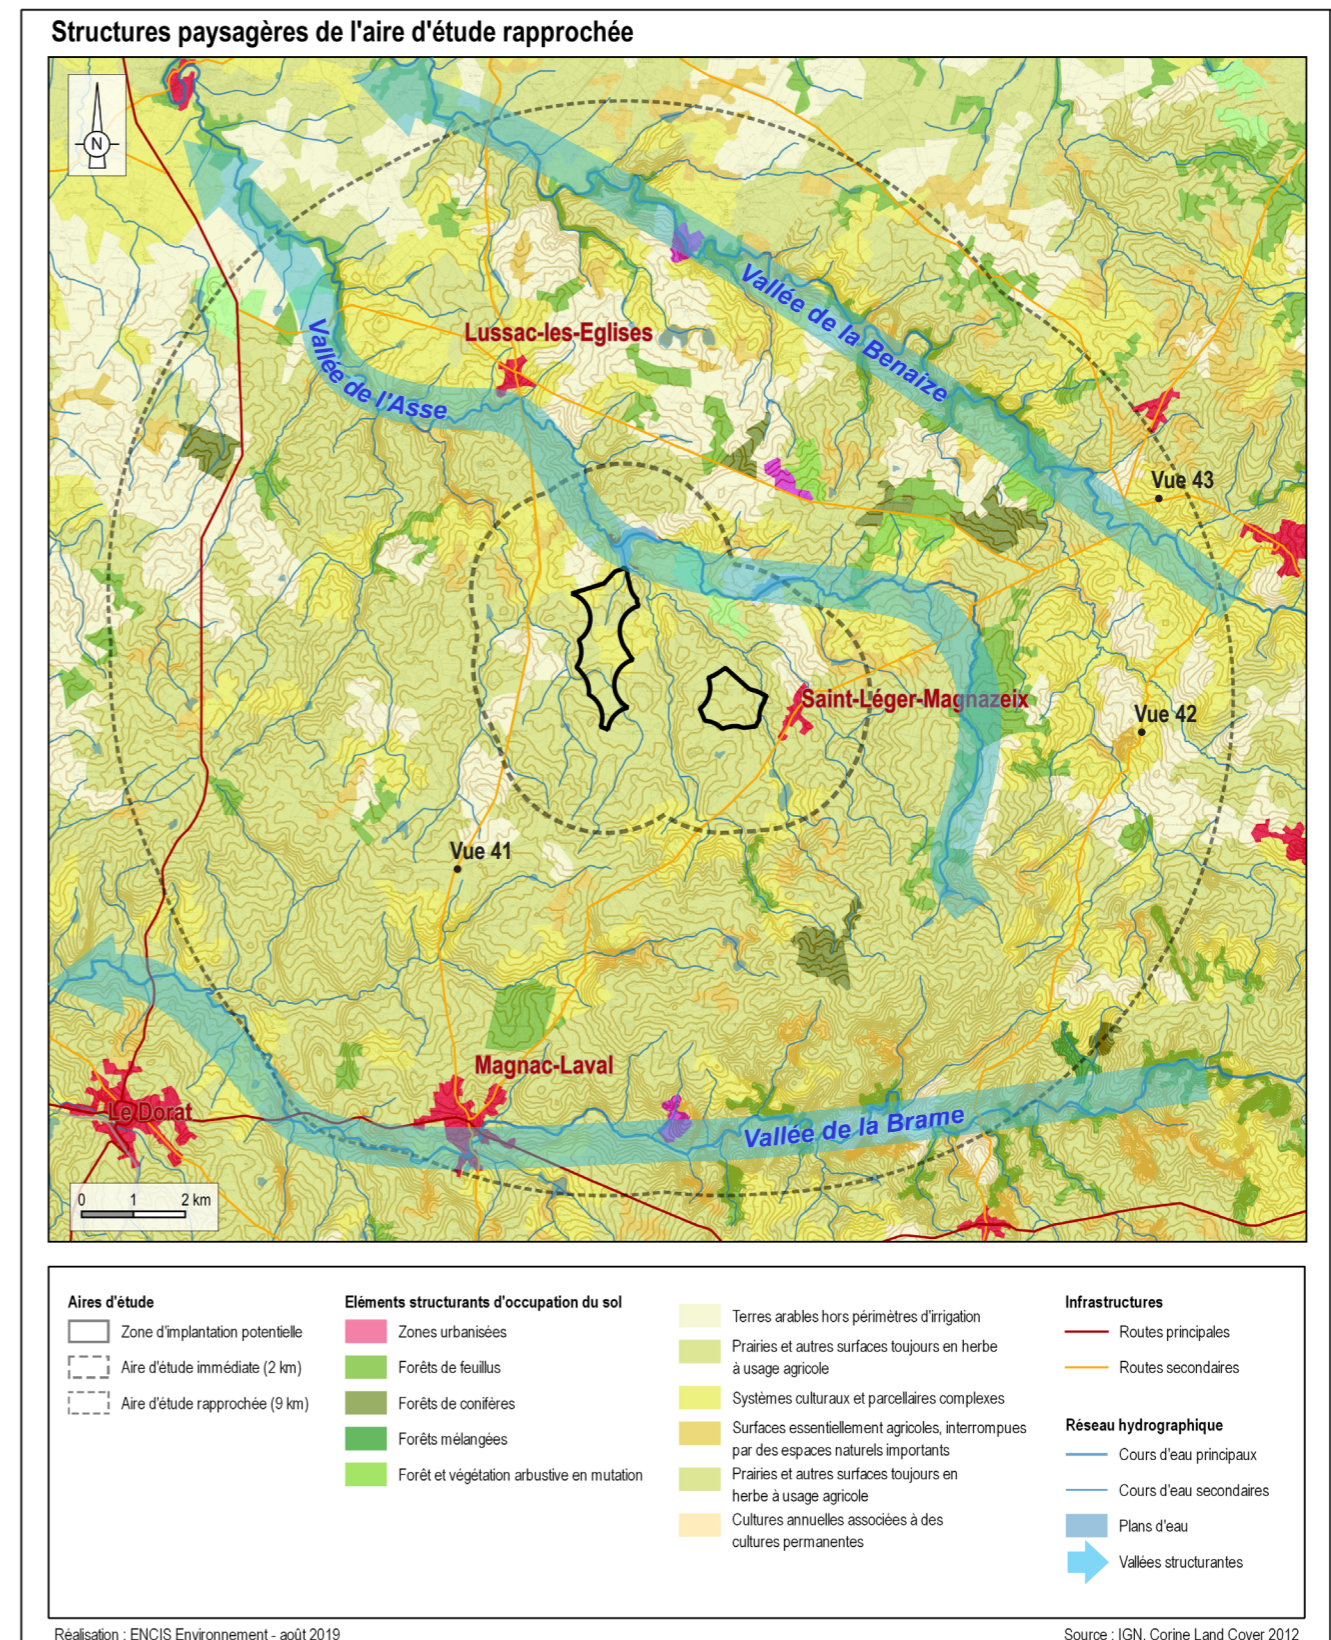 Structures paysagères de l'aire d'étude rapprochée
N
Lussac-les-Eglises
Vallée de la Benaize
Vallée de l'Asse
Vue 43
Saint-Léger-Magnazeix
Vue 42
Vue 41
Magnac-Laval
Le Dorat
Vallée de la Brame
0 1 2 km
Aires d'étude
Zone d'implantation potentielle
Aire d'étude immédiate (2 km)
Aire d'étude rapprochée (9 km)
Eléments structurants d'occupation du sol
Zones urbanisées
Forêts de feuillus
Forêts de conifères
Forêts mélangées
Forêt et végétation arbustive en mutation
Terres arables hors périmètres d'irrigation
Prairies et autres surfaces toujours en herbe
à usage agricole
Systèmes culturaux et parcellaires complexes
Surfaces essentiellement agricoles, interrompues
par des espaces naturels importants
Prairies et autres surfaces toujours en
herbe à usage agricole
Cultures annuelles associées à des
cultures permanentes
Infrastructures
Routes principales
Routes secondaires
Réseau hydrographique
Cours d'eau principaux
Cours d'eau secondaires
Plans d'eau
Vallées structurantes
Réalisation : ENCIS Environnement - août 2019
Source : IGN, Corine Land Cover 2012